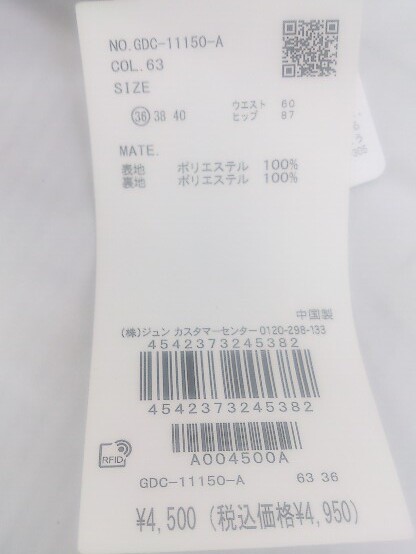 NO.GDC-11150-A
COL.63
SIZE
36 38 40
ウエスト 60
ヒップ 87
MATE.
表地 ポリエステル 100%
裏地 ポリエステル 100%
中国製
(株)ジュン カスタマーセンター 0120-298-133
4542373245382
4542373245382
RFID
A004500A
GDC-11150-A 63 36
¥4,500 (税込価格¥4,950)